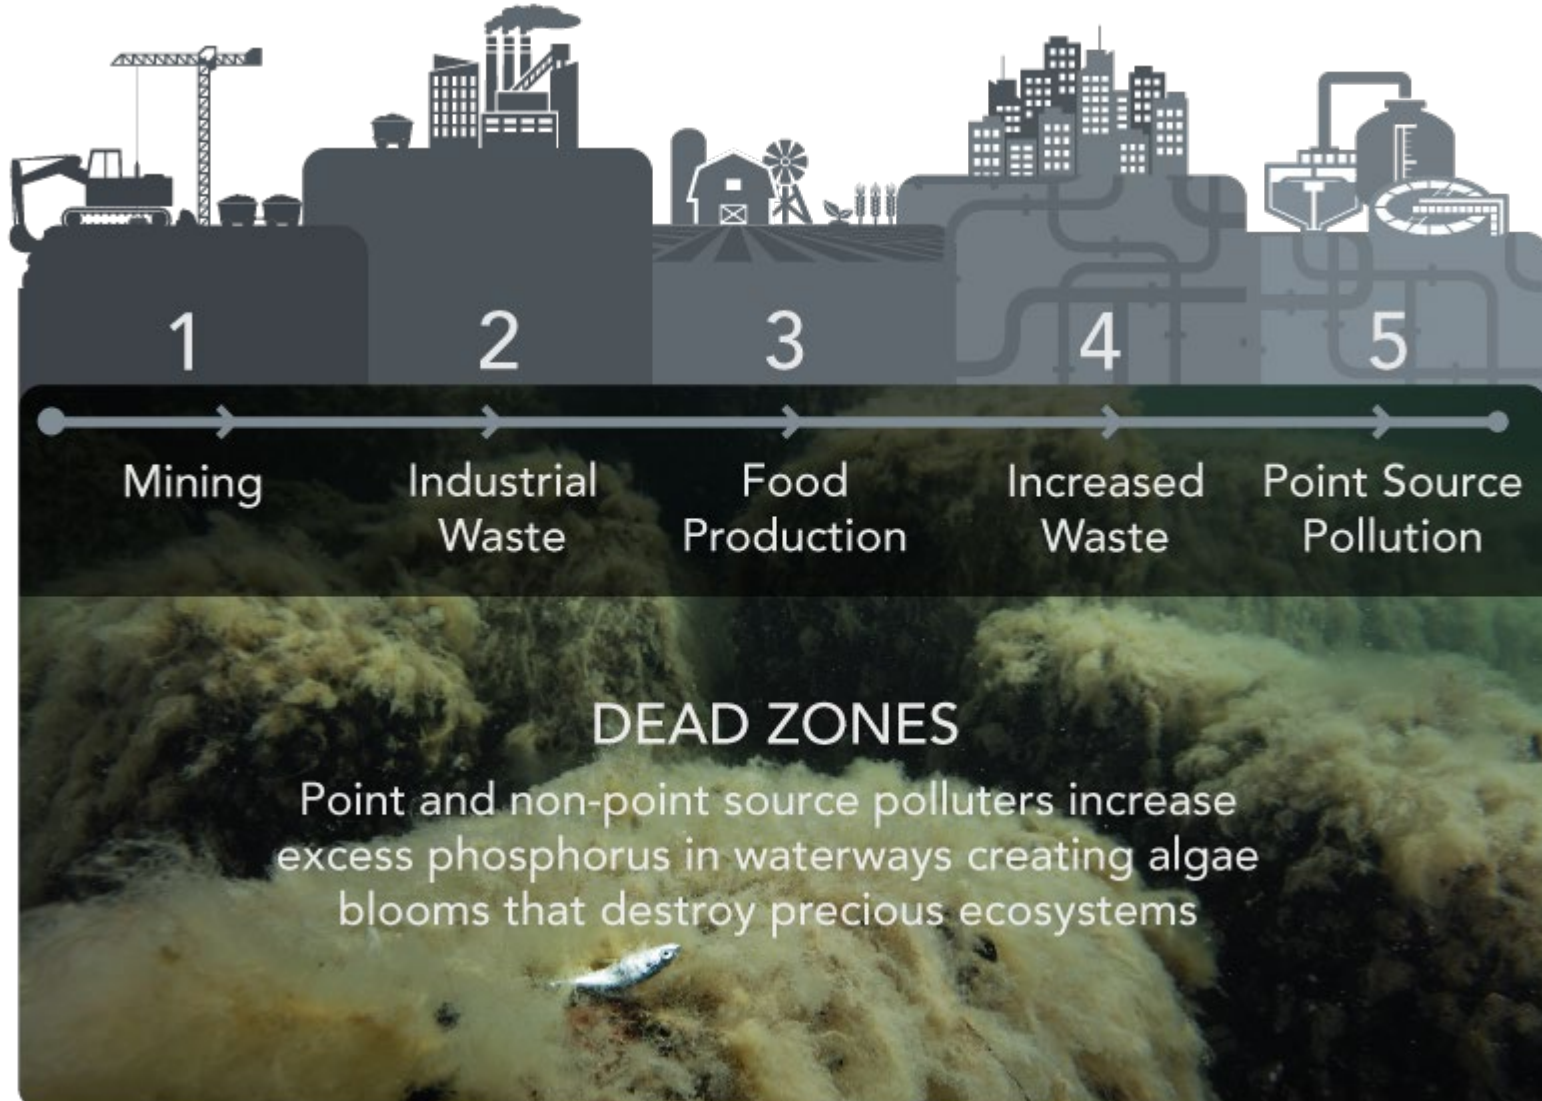 1
2
3
4
5
Mining
Industrial
Waste
Food
Production
Increased
Waste
Point Source
Pollution
DEAD ZONES
Point and non-point source polluters increase
excess phosphorus in waterways creating algae
blooms that destroy precious ecosystems